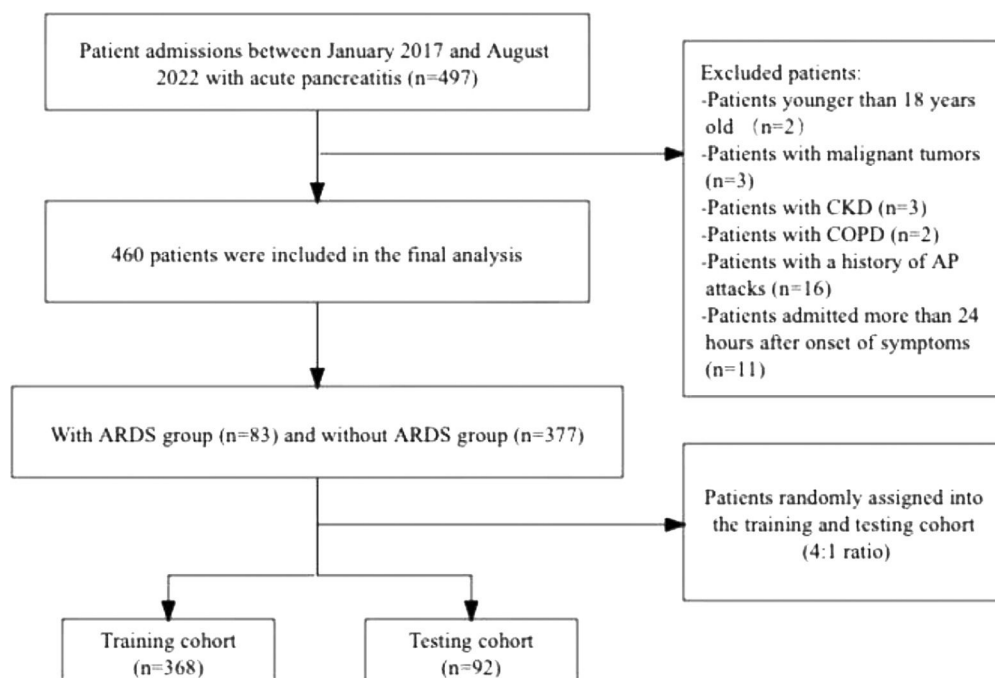 Patient admissions between January 2017 and August
2022 with acute pancreatitis (n=497)
Excluded patients:
-Patients younger than 18 years
old （n=2）
-Patients with malignant tumors
(n=3)
-Patients with CKD (n=3)
-Patients with COPD (n=2)
-Patients with a history of AP
attacks (n=16)
-Patients admitted more than 24
hours after onset of symptoms
(n=11)
460 patients were included in the final analysis
With ARDS group (n=83) and without ARDS group (n=377)
Patients randomly assigned into
the training and testing cohort
(4:1 ratio)
Training cohort
(n=368)
Testing cohort
(n=92)